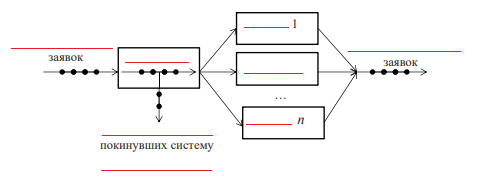 1
заявок
заявок
...
n
покинувших систему